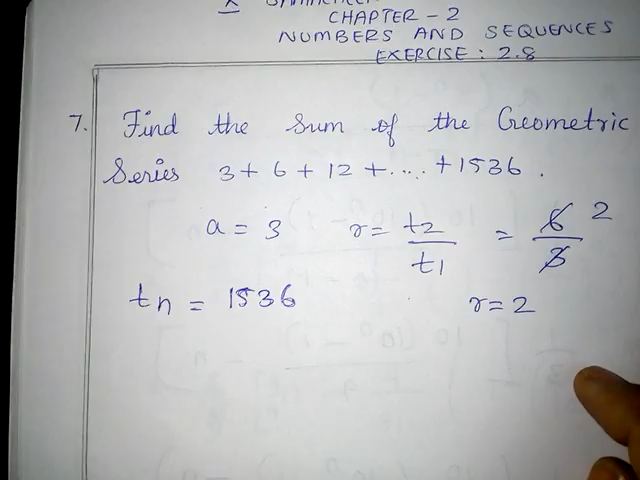 X
CHAPTER - 2
NUMBERS AND SEQUENCES
EXERCISE : 2.8
7. Find the Sum of the Geometric
Series 3 + 6 + 12 + .... + 1536 .
a = 3 r = t2/t1 = 6/3 2
tn = 1536 r = 2